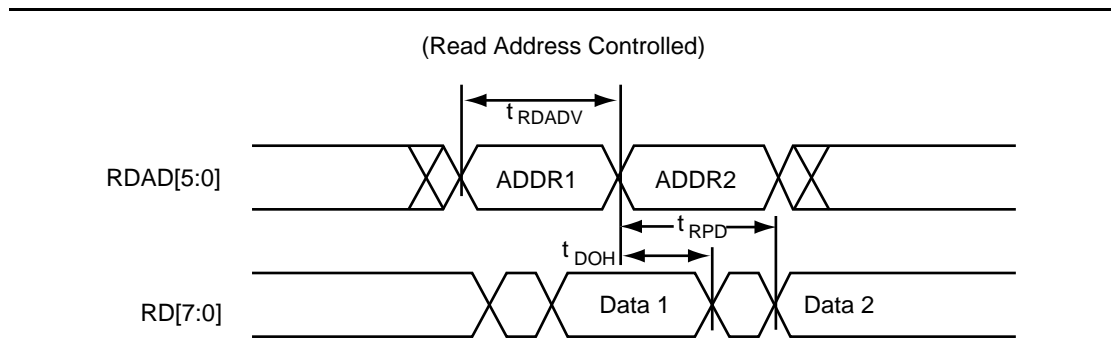 (Read Address Controlled)
t RDADV
RDAD[5:0] ADDR1 ADDR2
t RPD
t DOH
RD[7:0] Data 1 Data 2